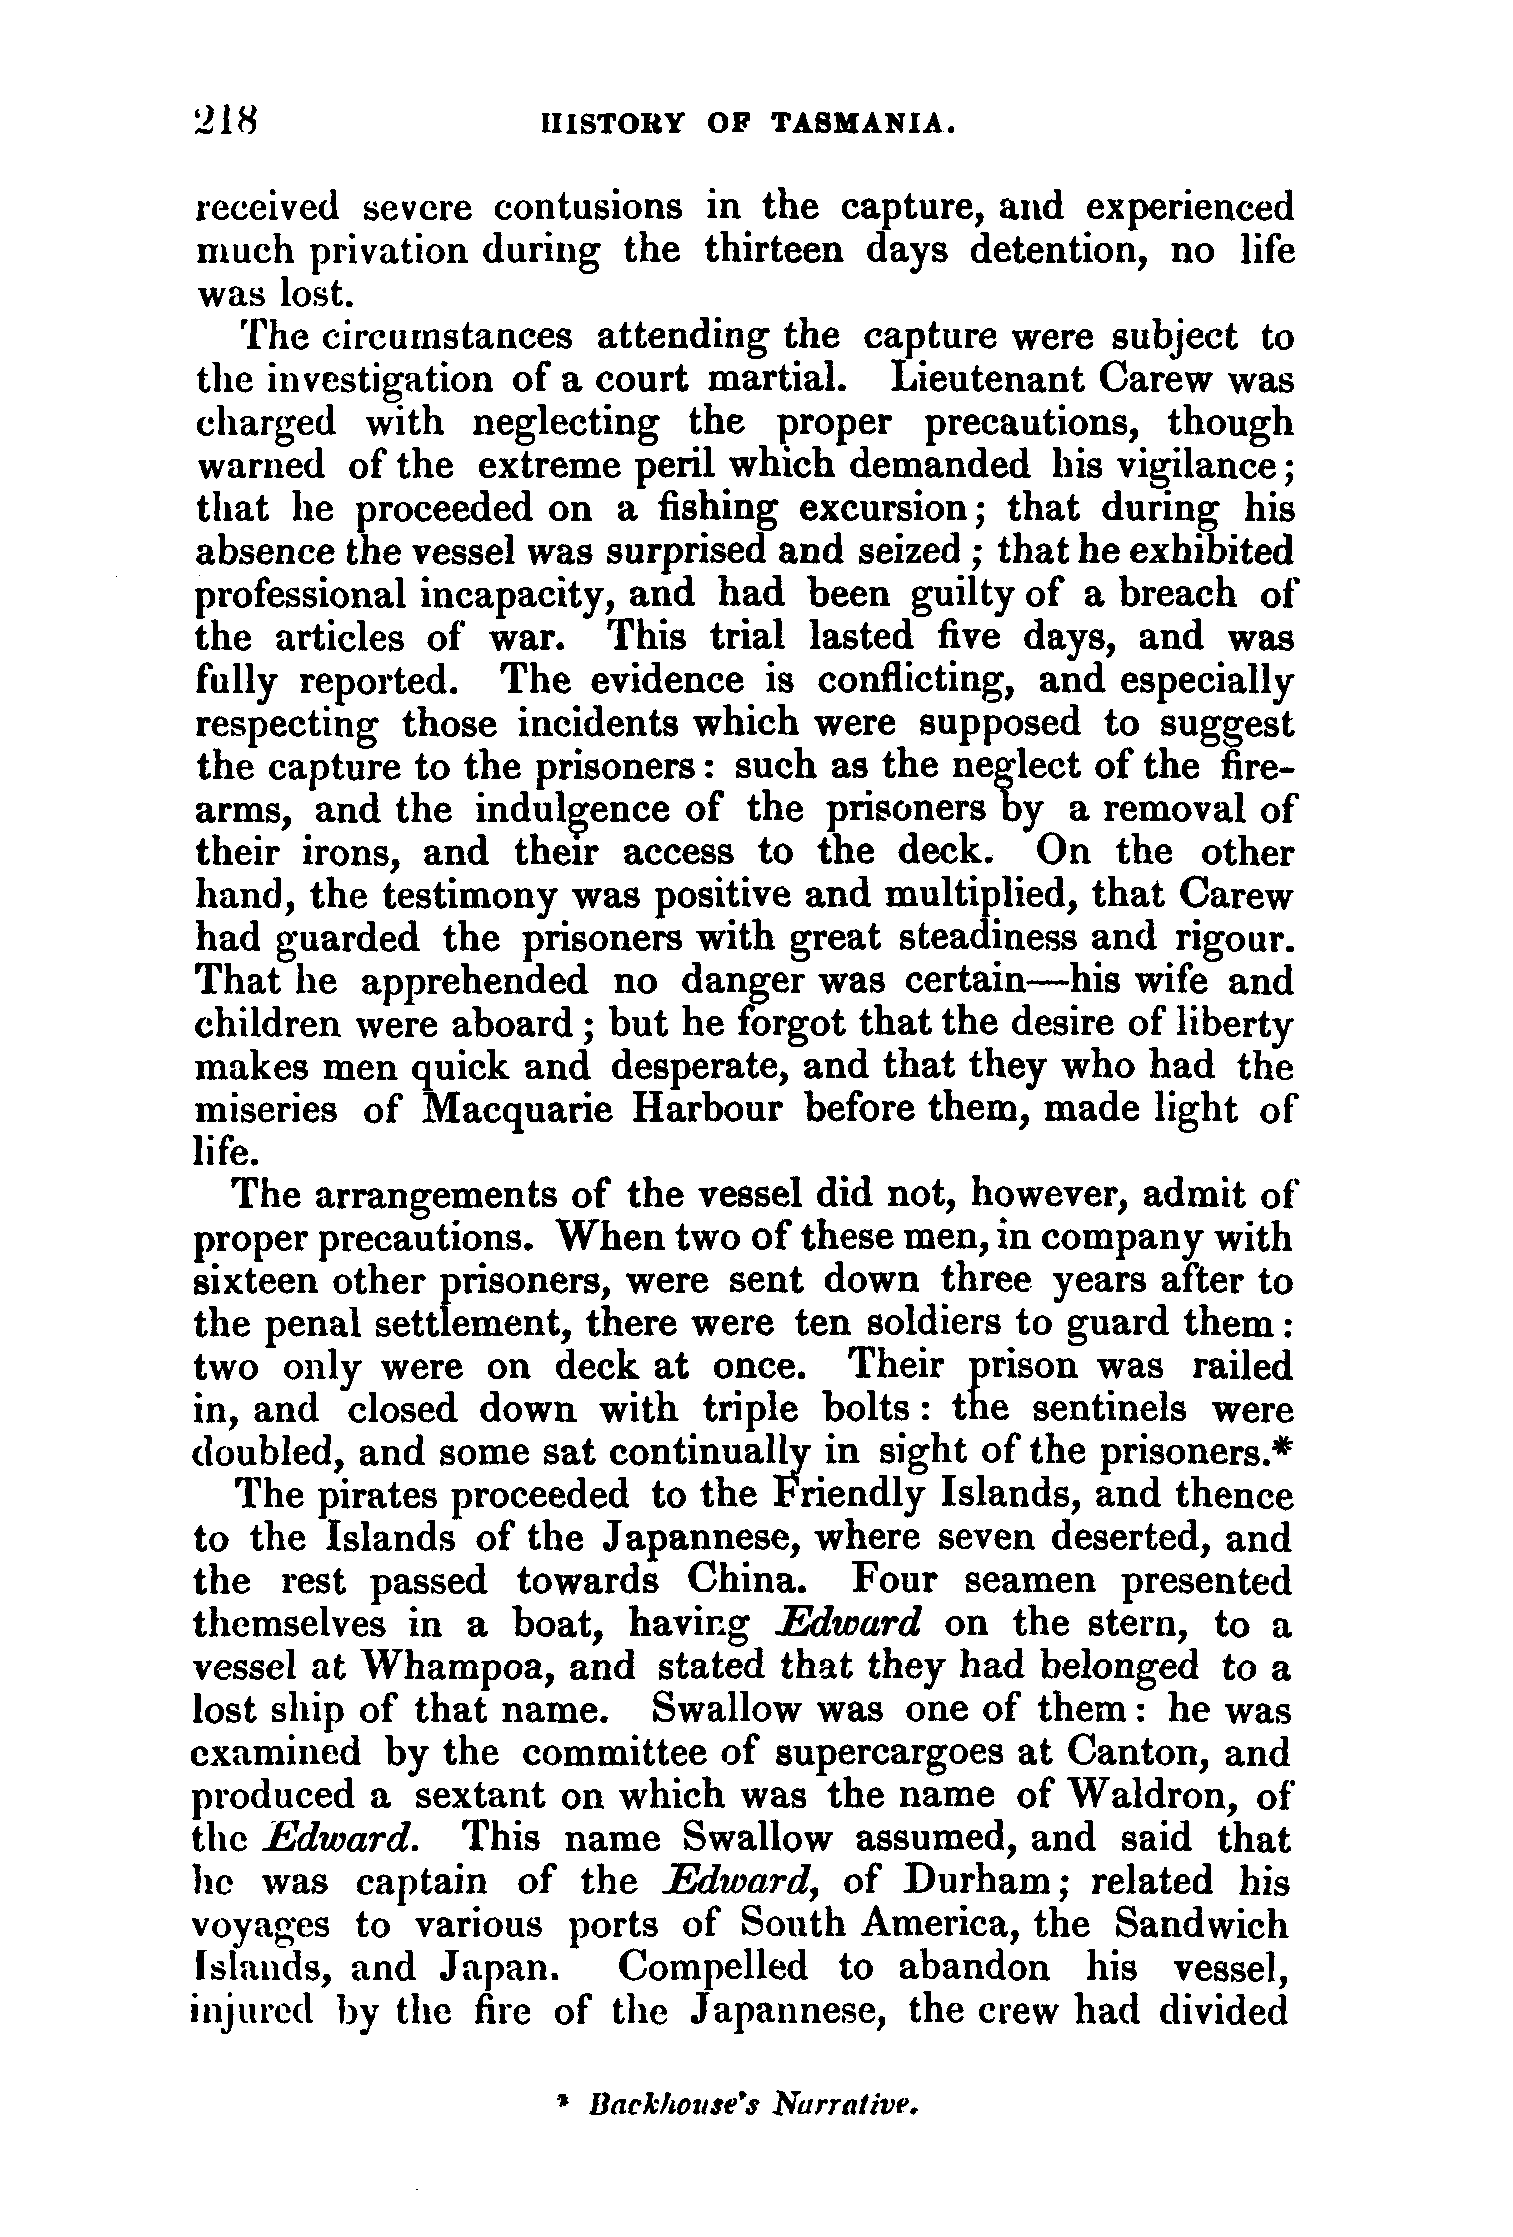 218 HISTORY OF TASMANIA.
received severe contusions in the capture, and experienced
much privation during the thirteen days detention, no life
was lost.
The circumstances attending the capture were subject to
the investigation of a court martial. Lieutenant Carew was
charged with neglecting the proper precautions, though
warned of the extreme peril which demanded his vigilance;
that he proceeded on a fishing excursion; that during his
absence the vessel was surprised and seized; that he exhibited
professional incapacity, and had been guilty of a breach of
the articles of war. This trial lasted five days, and was
fully reported. The evidence is conflicting, and especially
respecting those incidents which were supposed to suggest
the capture to the prisoners: such as the neglect of the fire-
arms, and the indulgence of the prisoners by a removal of
their irons, and their access to the deck. On the other
hand, the testimony was positive and multiplied, that Carew
had guarded the prisoners with great steadiness and rigour.
That he apprehended no danger was certain—his wife and
children were aboard; but he forgot that the desire of liberty
makes men quick and desperate, and that they who had the
miseries of Macquarie Harbour before them, made light of
life.
The arrangements of the vessel did not, however, admit of
proper precautions. When two of these men, in company with
sixteen other prisoners, were sent down three years after to
the penal settlement, there were ten soldiers to guard them:
two only were on deck at once. Their prison was railed
in, and closed down with triple bolts: the sentinels were
doubled, and some sat continually in sight of the prisoners.*
The pirates proceeded to the Friendly Islands, and thence
to the Islands of the Japannese, where seven deserted, and
the rest passed towards China. Four seamen presented
themselves in a boat, having Edward on the stern, to a
vessel at Whampoa, and stated that they had belonged to a
lost ship of that name. Swallow was one of them: he was
examined by the committee of supercargoes at Canton, and
produced a sextant on which was the name of Waldron, of
the Edward. This name Swallow assumed, and said that
he was captain of the Edward, of Durham; related his
voyages to various ports of South America, the Sandwich
Islands, and Japan. Compelled to abandon his vessel,
injured by the fire of the Japannese, the crew had divided
* Backhouse's Narrative.